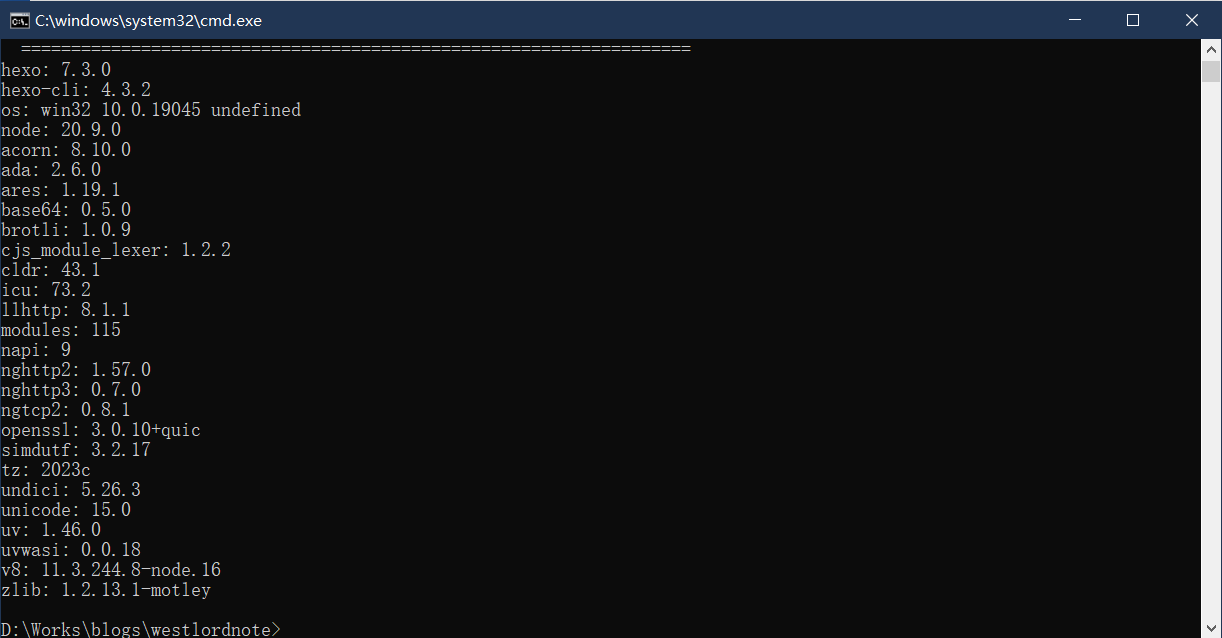 C:\windows\system32\cmd.exe
===================================================================
hexo: 7.3.0
hexo-cli: 4.3.2
os: win32 10.0.19045 undefined
node: 20.9.0
acorn: 8.10.0
ada: 2.6.0
ares: 1.19.1
base64: 0.5.0
brotli: 1.0.9
cjs_module_lexer: 1.2.2
cldr: 43.1
icu: 73.2
llhttp: 8.1.1
modules: 115
napi: 9
nghttp2: 1.57.0
nghttp3: 0.7.0
ngtcp2: 0.8.1
openssl: 3.0.10+quic
simdutf: 3.2.17
tz: 2023c
undici: 5.26.3
unicode: 15.0
uv: 1.46.0
uvwasi: 0.0.18
v8: 11.3.244.8-node.16
zlib: 1.2.13.1-motley
D:\Works\blogs\westlordnote>